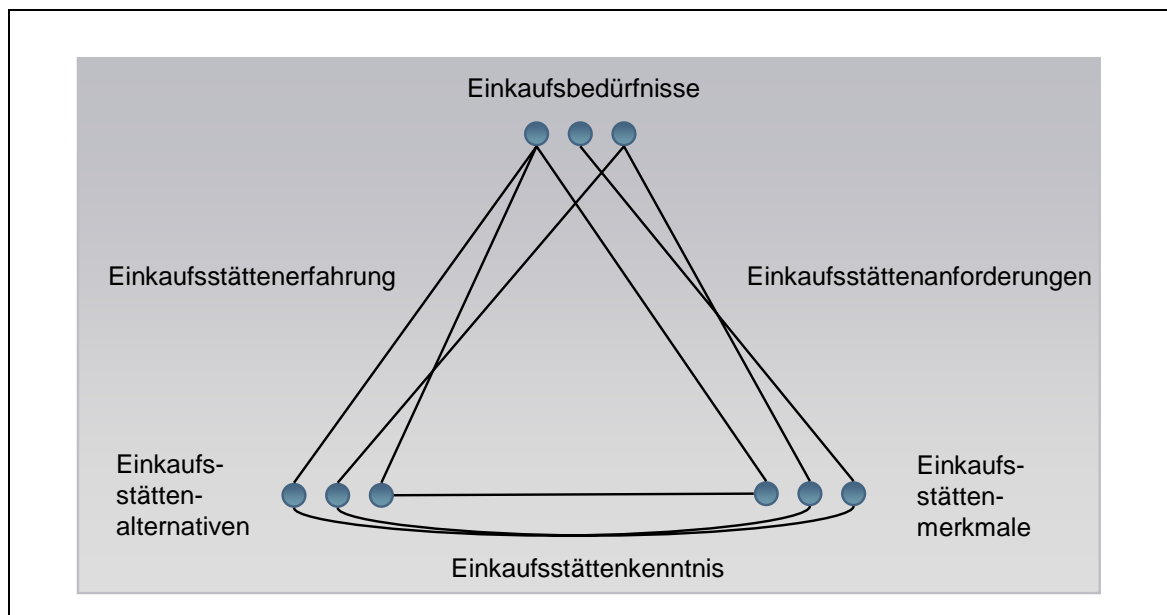 Einkaufsbedürfnisse
Einkaufsstättenerfahrung
Einkaufsstättenanforderungen
Einkaufs-
stätten-
alternativen
Einkaufs-
stätten-
merkmale
Einkaufsstättenkenntnis